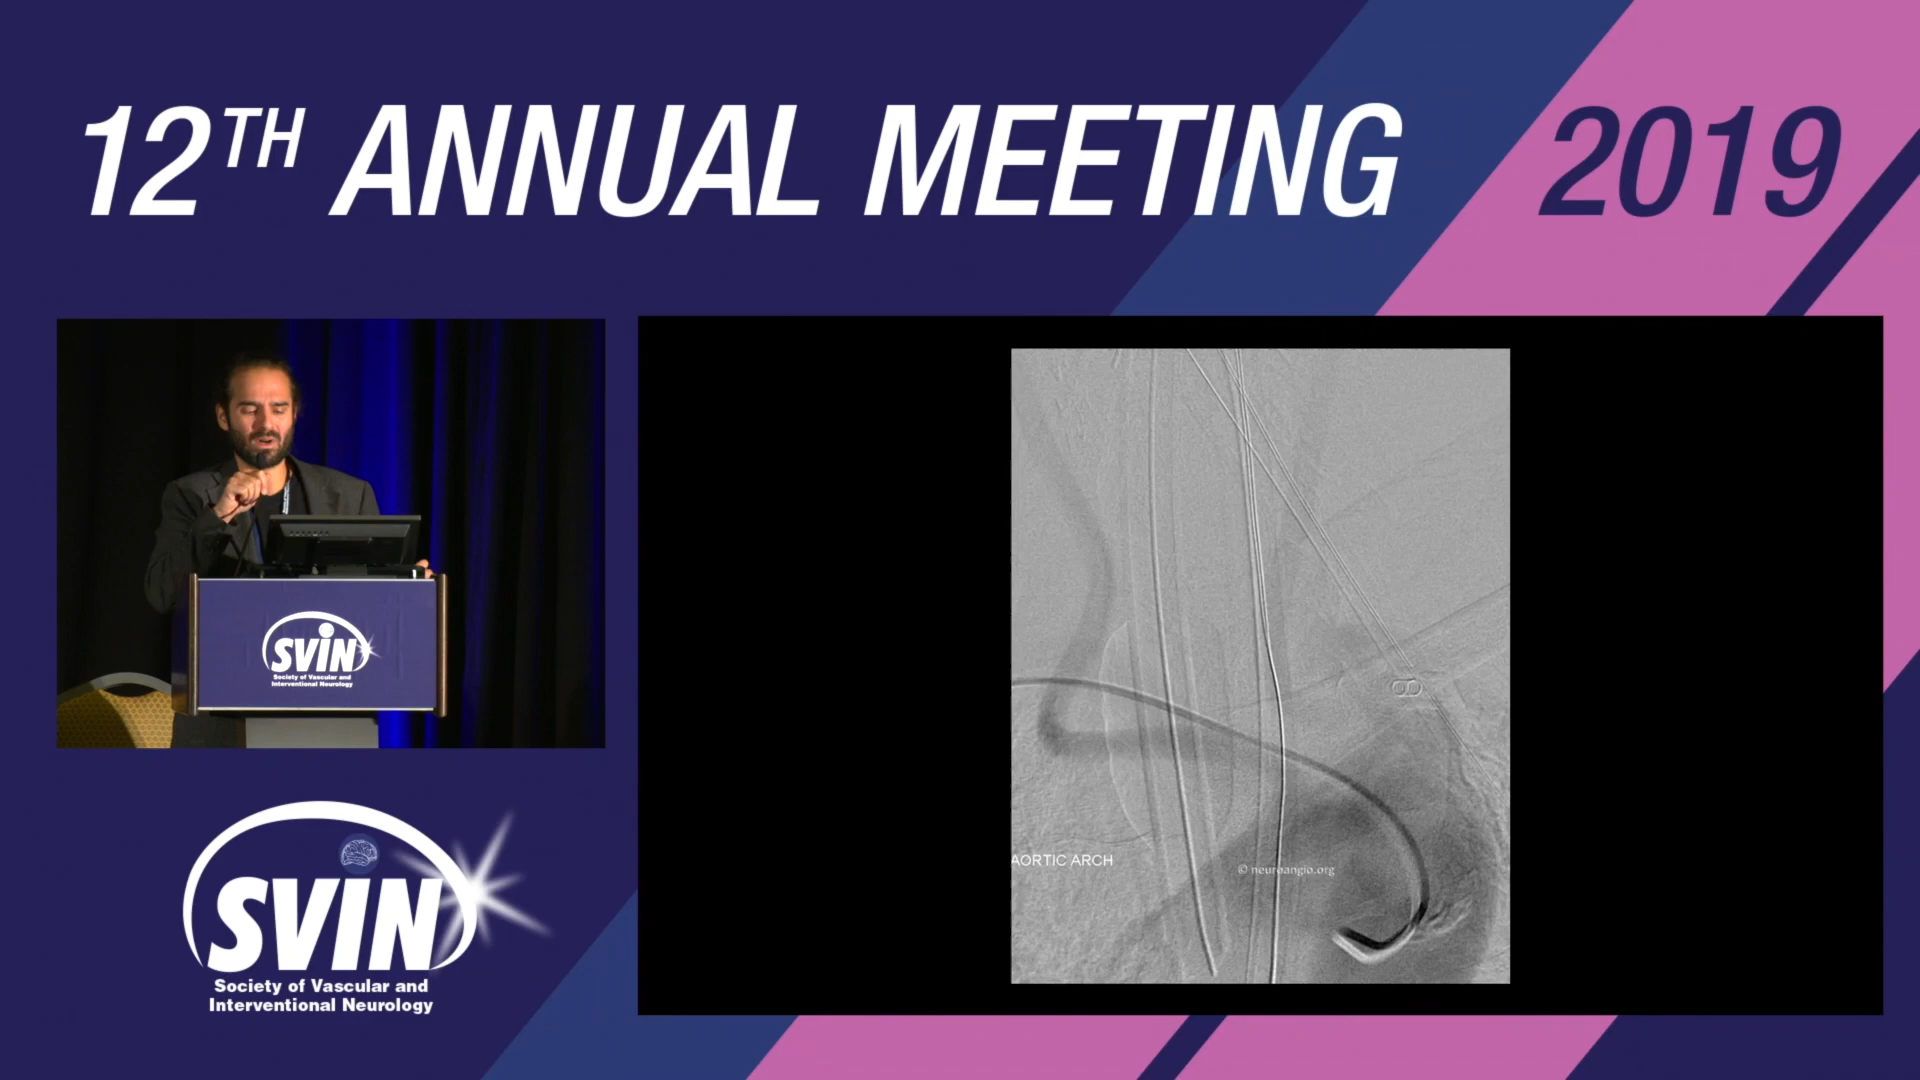 12TH ANNUAL MEETING 2019
SVIN
Society of Vascular and
Interventional Neurology
AORTIC ARCH
© neuroangio.org
SVIN
Society of Vascular and
Interventional Neurology